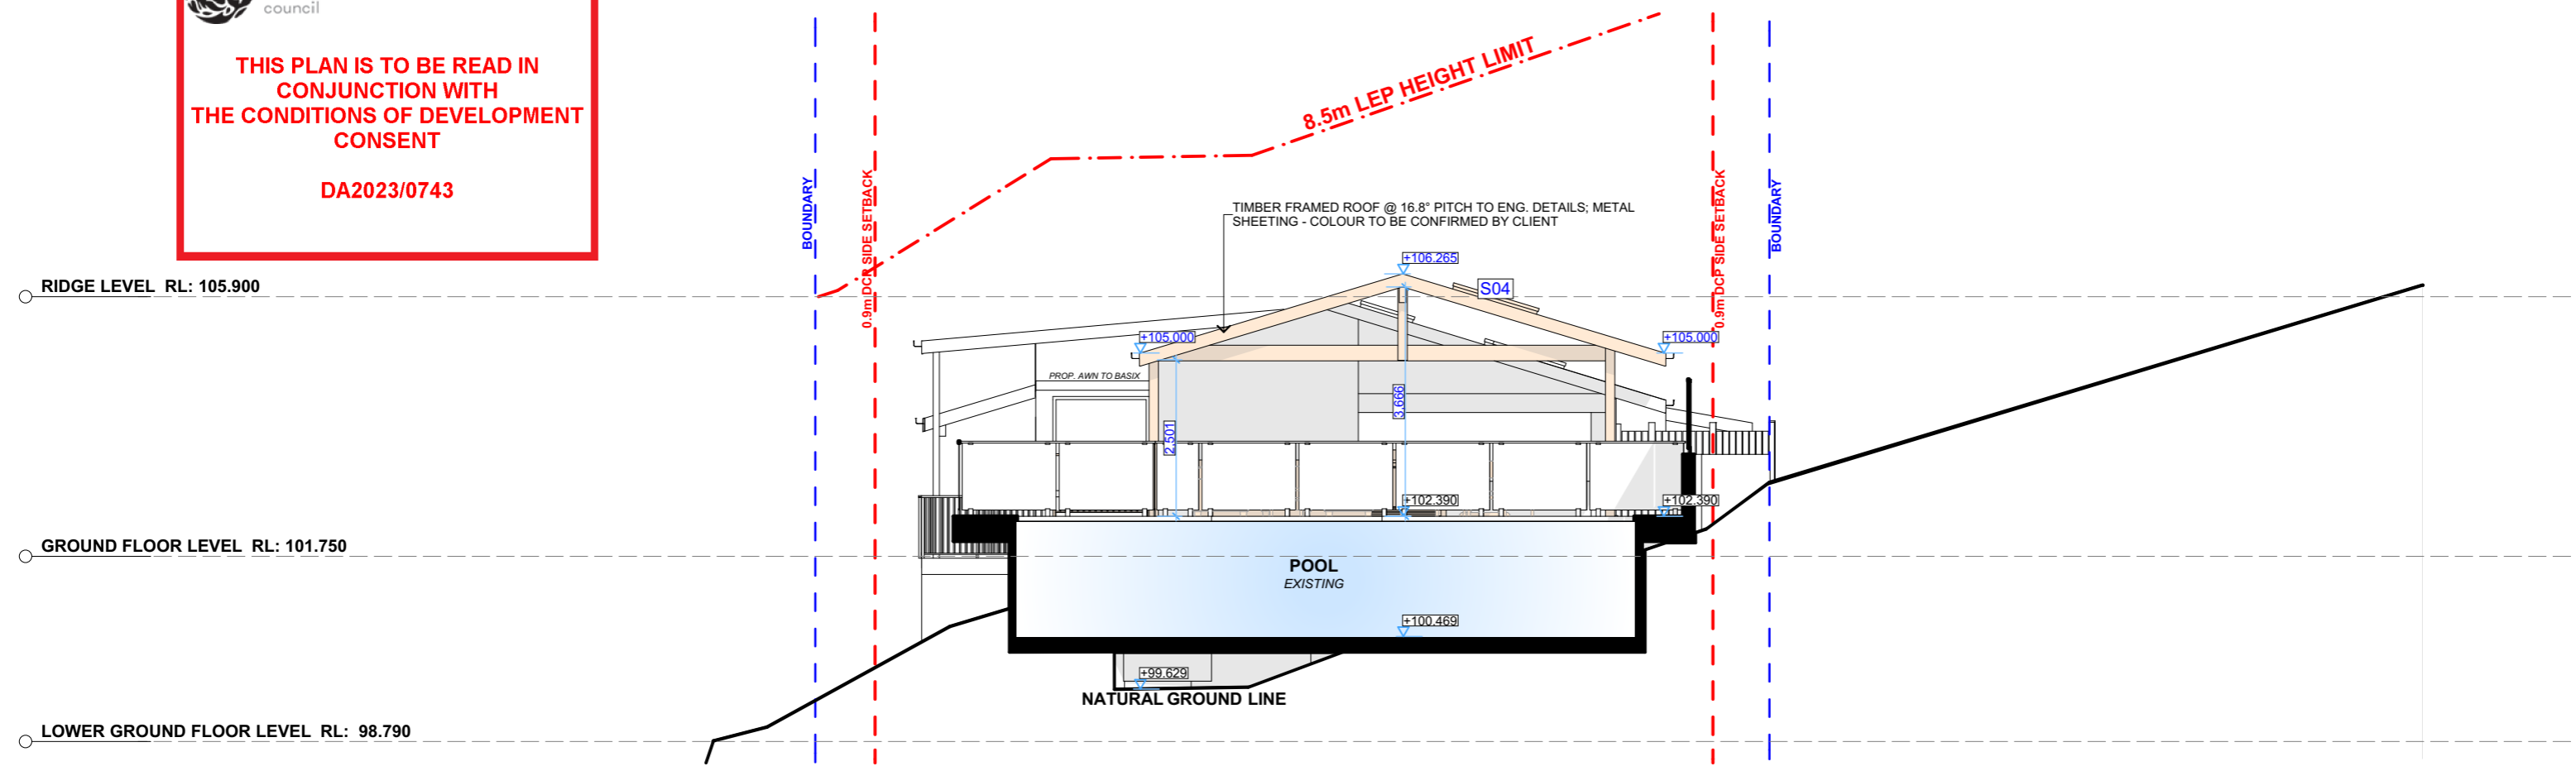 council
THIS PLAN IS TO BE READ IN
CONJUNCTION WITH
THE CONDITIONS OF DEVELOPMENT
CONSENT
DA2023/0743
8.5m LEP HEIGHT LIMIT
BOUNDARY
0.9m DCP SIDE SETBACK
0.9m DCP SIDE SETBACK
BOUNDARY
TIMBER FRAMED ROOF @ 16.8° PITCH TO ENG. DETAILS; METAL
SHEETING - COLOUR TO BE CONFIRMED BY CLIENT
+106.265
RIDGE LEVEL RL: 105.900
S04
+105.000
+105.000
PROP. AWN TO BASIX
3.666
2.501
+102.390
+102.390
GROUND FLOOR LEVEL RL: 101.750
POOL
EXISTING
+100.469
+99.629
NATURAL GROUND LINE
LOWER GROUND FLOOR LEVEL RL: 98.790